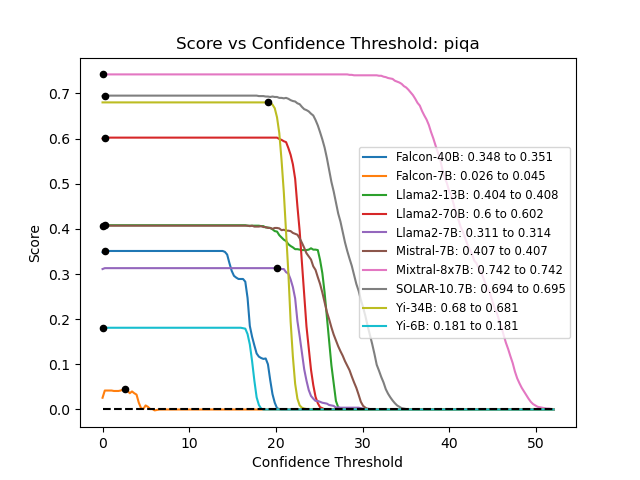 Score vs Confidence Threshold: piqa
Score
0.7
0.6
0.5
0.4
0.3
0.2
0.1
0.0
Falcon-40B: 0.348 to 0.351
Falcon-7B: 0.026 to 0.045
Llama2-13B: 0.404 to 0.408
Llama2-70B: 0.6 to 0.602
Llama2-7B: 0.311 to 0.314
Mistral-7B: 0.407 to 0.407
Mixtral-8x7B: 0.742 to 0.742
SOLAR-10.7B: 0.694 to 0.695
Yi-34B: 0.68 to 0.681
Yi-6B: 0.181 to 0.181
0 10 20 30 40 50
Confidence Threshold